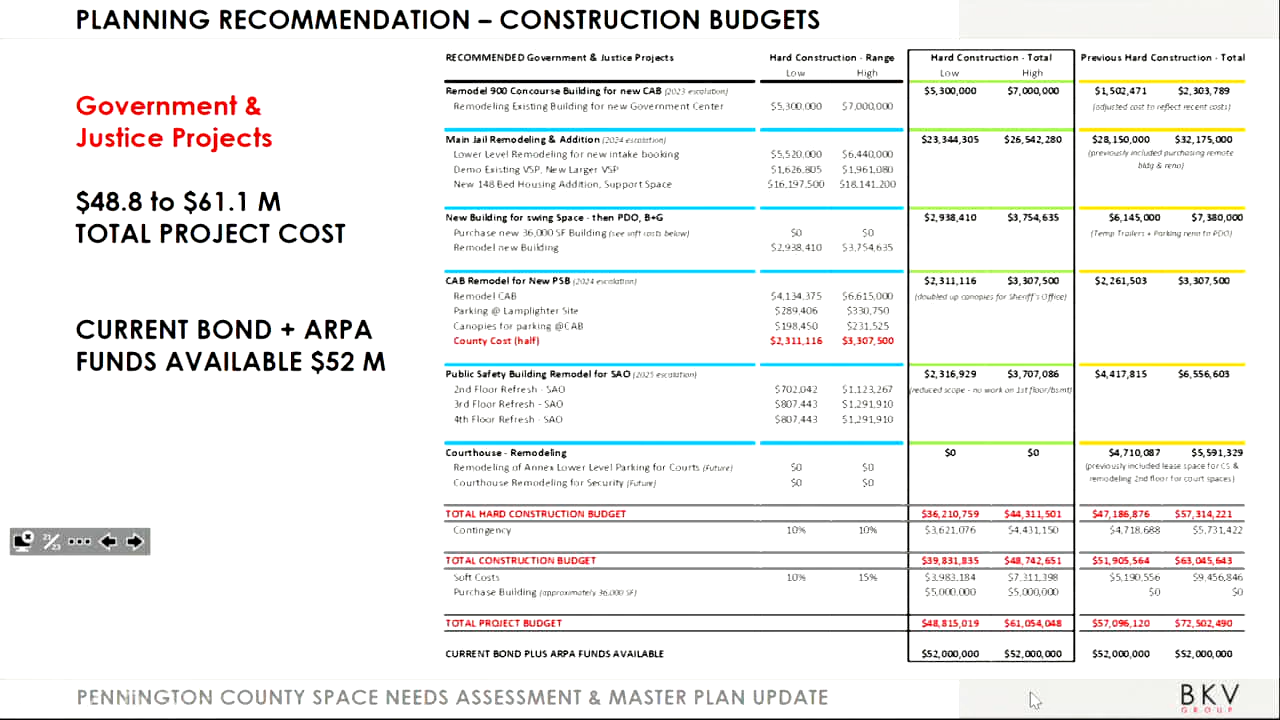 PLANNING RECOMMENDATION – CONSTRUCTION BUDGETS
Government &
Justice Projects
$48.8 to $61.1 M
TOTAL PROJECT COST
CURRENT BOND + ARPA
FUNDS AVAILABLE $52 M
RECOMMENDED Government & Justice Projects Hard Construction - Range Hard Construction - Total Previous Hard Construction - Total
Low High Low High
Remodel 900 Concourse Building for new CAB (2023 escalation) $5,300,000 $7,000,000 $1,502,471 $2,303,789
Remodeling Existing Building for new Government Center $5,300,000 $7,000,000 (adjusted cost to reflect recent costs)
Main Jail Remodeling & Addition (2024 escalation) $23,344,305 $26,542,280 $28,150,000 $32,175,000
Lower Level Remodeling for new intake booking $5,520,000 $6,440,000 (previously included purchasing remote
bldg & reno)
Demo Existing VSP, New Larger VSP $1,626,805 $1,961,080
New 148 Bed Housing Addition, Support Space $16,197,500 $18,141,200
New Building for swing Space - then PDO, B+G $2,938,410 $3,754,635 $6,145,000 $7,380,000
Purchase new 36,000 SF Building (see soft costs below) $0 $0 (Temp Trailers + Parking reno to PDO)
Remodel new Building $2,938,410 $3,754,635
CAB Remodel for New PSB (2024 escalation) $2,311,116 $3,307,500 $2,261,503 $3,307,500
Remodel CAB $4,134,375 $6,615,000 (doubled up canopies for Sheriff's Office)
Parking @ Lamplighter Site $289,406 $330,750
Canopies for parking @CAB $198,450 $231,525
County Cost (half) $2,311,116 $3,307,500
Public Safety Building Remodel for SAO (2025 escalation) $2,316,929 $3,707,086 $4,417,815 $6,556,603
2nd Floor Refresh - SAO $702,042 $1,123,267 (reduced scope - no work on 1st floor/bsmt)
3rd Floor Refresh - SAO $807,443 $1,291,910
4th Floor Refresh - SAO $807,443 $1,291,910
Courthouse - Remodeling $0 $0 $4,710,087 $5,591,329
Remodeling of Annex Lower Level Parking for Courts (Future) $0 $0 (previously included lease space for CS &
remodeling 2nd floor for court spaces)
Courthouse Remodeling for Security (Future) $0 $0
TOTAL HARD CONSTRUCTION BUDGET $36,210,759 $44,311,501 $47,186,876 $57,314,221
Contingency 10% 10% $3,621,076 $4,431,150 $4,718,688 $5,731,422
TOTAL CONSTRUCTION BUDGET $39,831,835 $48,742,651 $51,905,564 $63,045,643
Soft Costs 10% 15% $3,983,184 $7,311,398 $5,190,556 $9,456,846
Purchase Building (approximately 36,000 SF) $5,000,000 $5,000,000 $0 $0
TOTAL PROJECT BUDGET $48,815,019 $61,054,048 $57,096,120 $72,502,490
CURRENT BOND PLUS ARPA FUNDS AVAILABLE $52,000,000 $52,000,000 $52,000,000 $52,000,000
PENNINGTON COUNTY SPACE NEEDS ASSESSMENT & MASTER PLAN UPDATE
BKV
GROUP